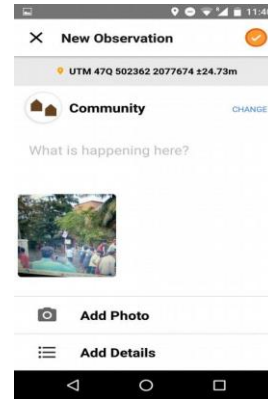 11:4
New Observation
UTM 47Q 502362 2077674 ±24.73m
Community
CHANGE
What is happening here?
Add Photo
Add Details